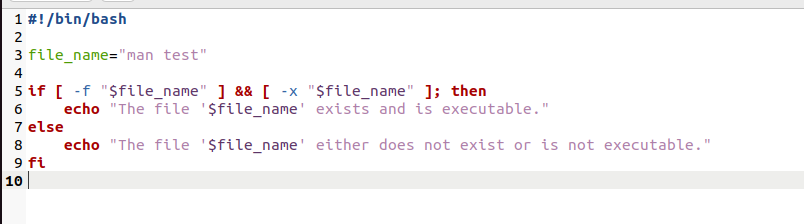 1 #!/bin/bash
2
3 file_name="man test"
4
5 if [ -f "$file_name" ] && [ -x "$file_name" ]; then
6     echo "The file '$file_name' exists and is executable."
7 else
8     echo "The file '$file_name' either does not exist or is not executable."
9 fi
10